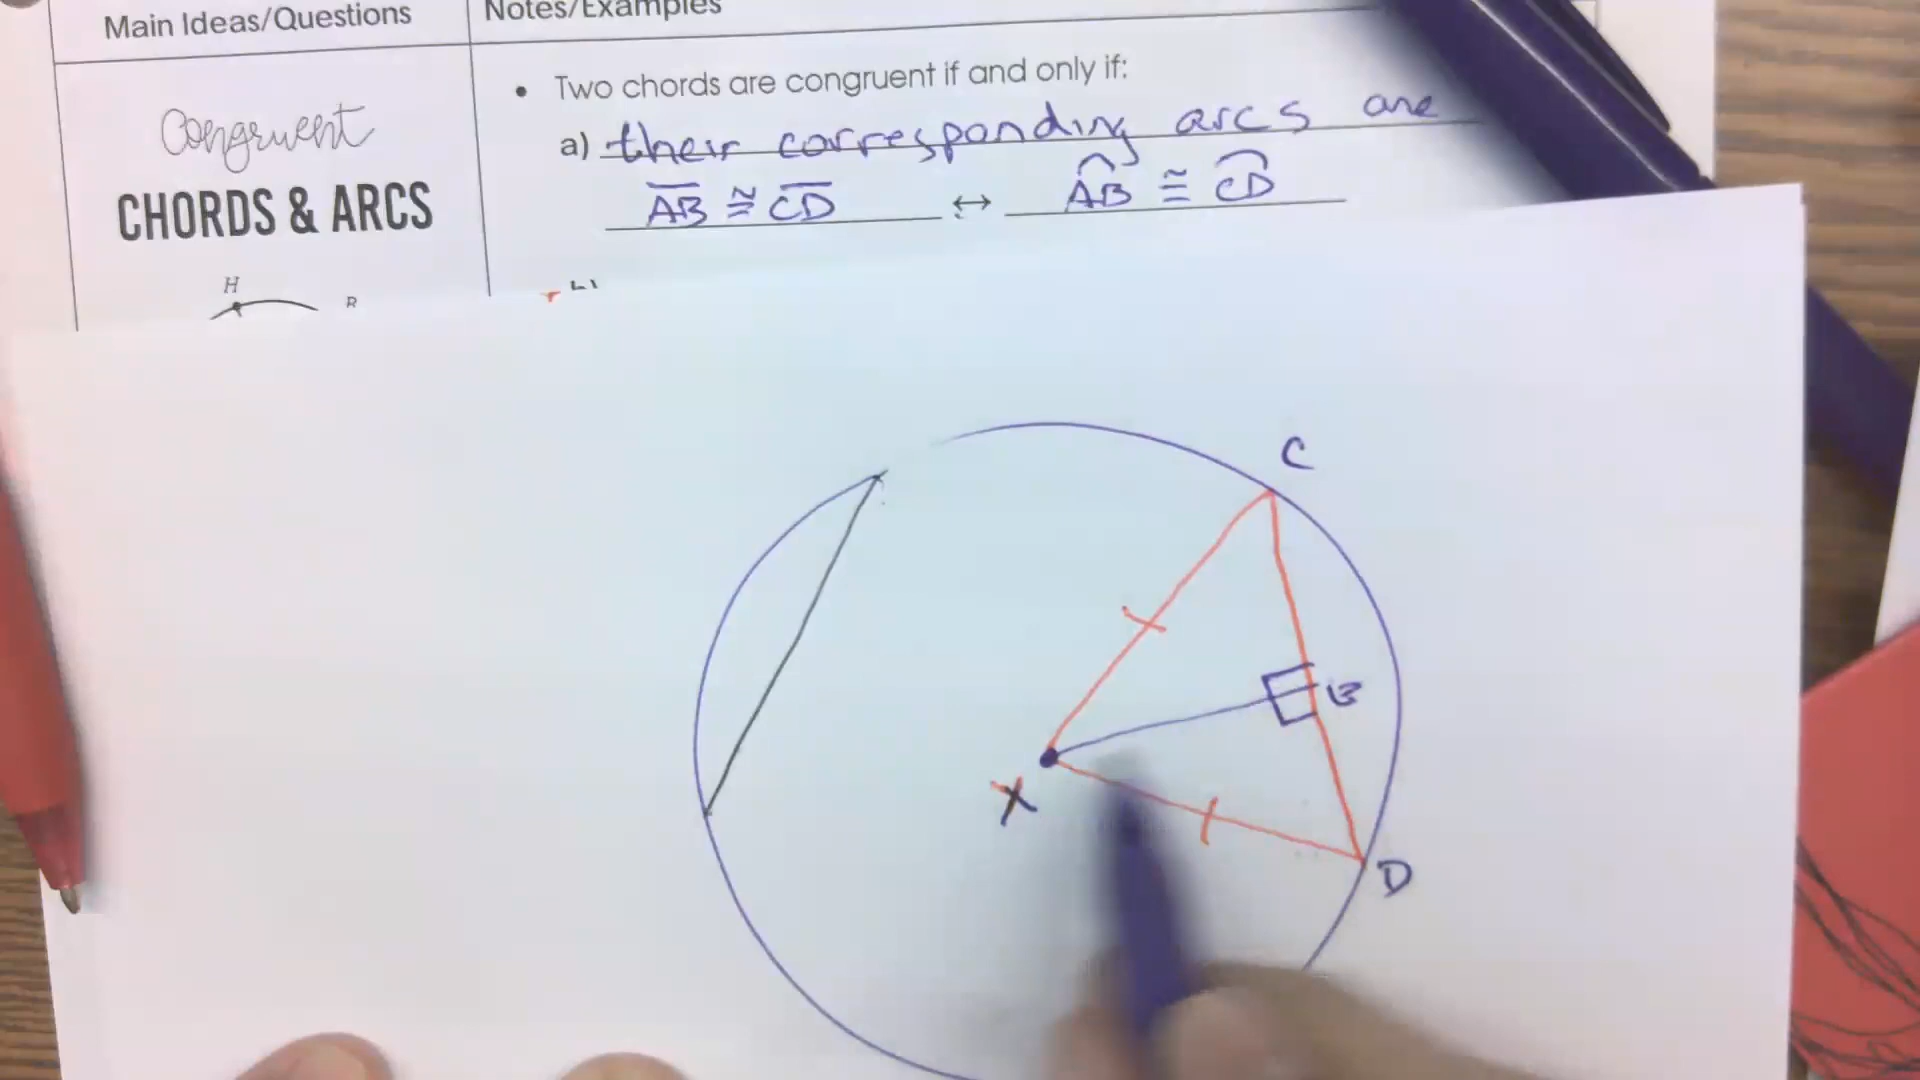 Main Ideas/Questions
Notes/Examples
Congruent
CHORDS & ARCS
• Two chords are congruent if and only if:
a) their corresponding arcs are
AB ≅ CD ↔ AB ≅ CD
H
R
C
B
X
D